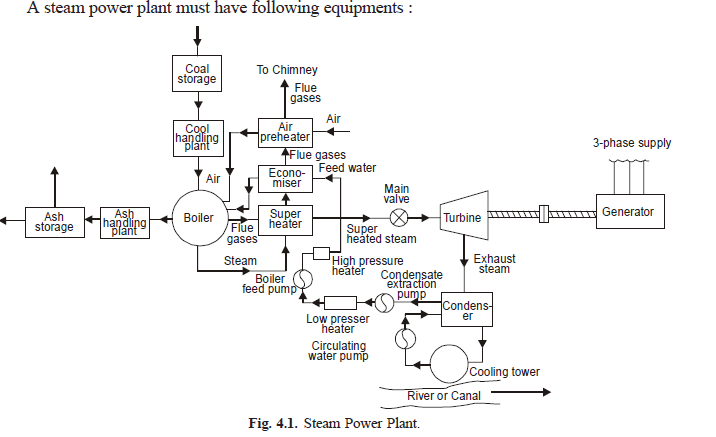 A steam power plant must have following equipments :
Coal
storage
To Chimney
Flue
gases
Air
Cool
handling
plant
Air
preheater
3-phase supply
Flue gases
Feed water
Air
Econo-
miser
Main
valve
Ash
storage
Ash
handling
plant
Boiler
Flue
gases
Super
heater
Super
heated steam
Turbine
Generator
Steam
High pressure
heater
Exhaust
steam
Boiler
feed pump
Condensate
extraction
pump
Condens-
er
Low presser
heater
Circulating
water pump
Cooling tower
River or Canal
Fig. 4.1. Steam Power Plant.